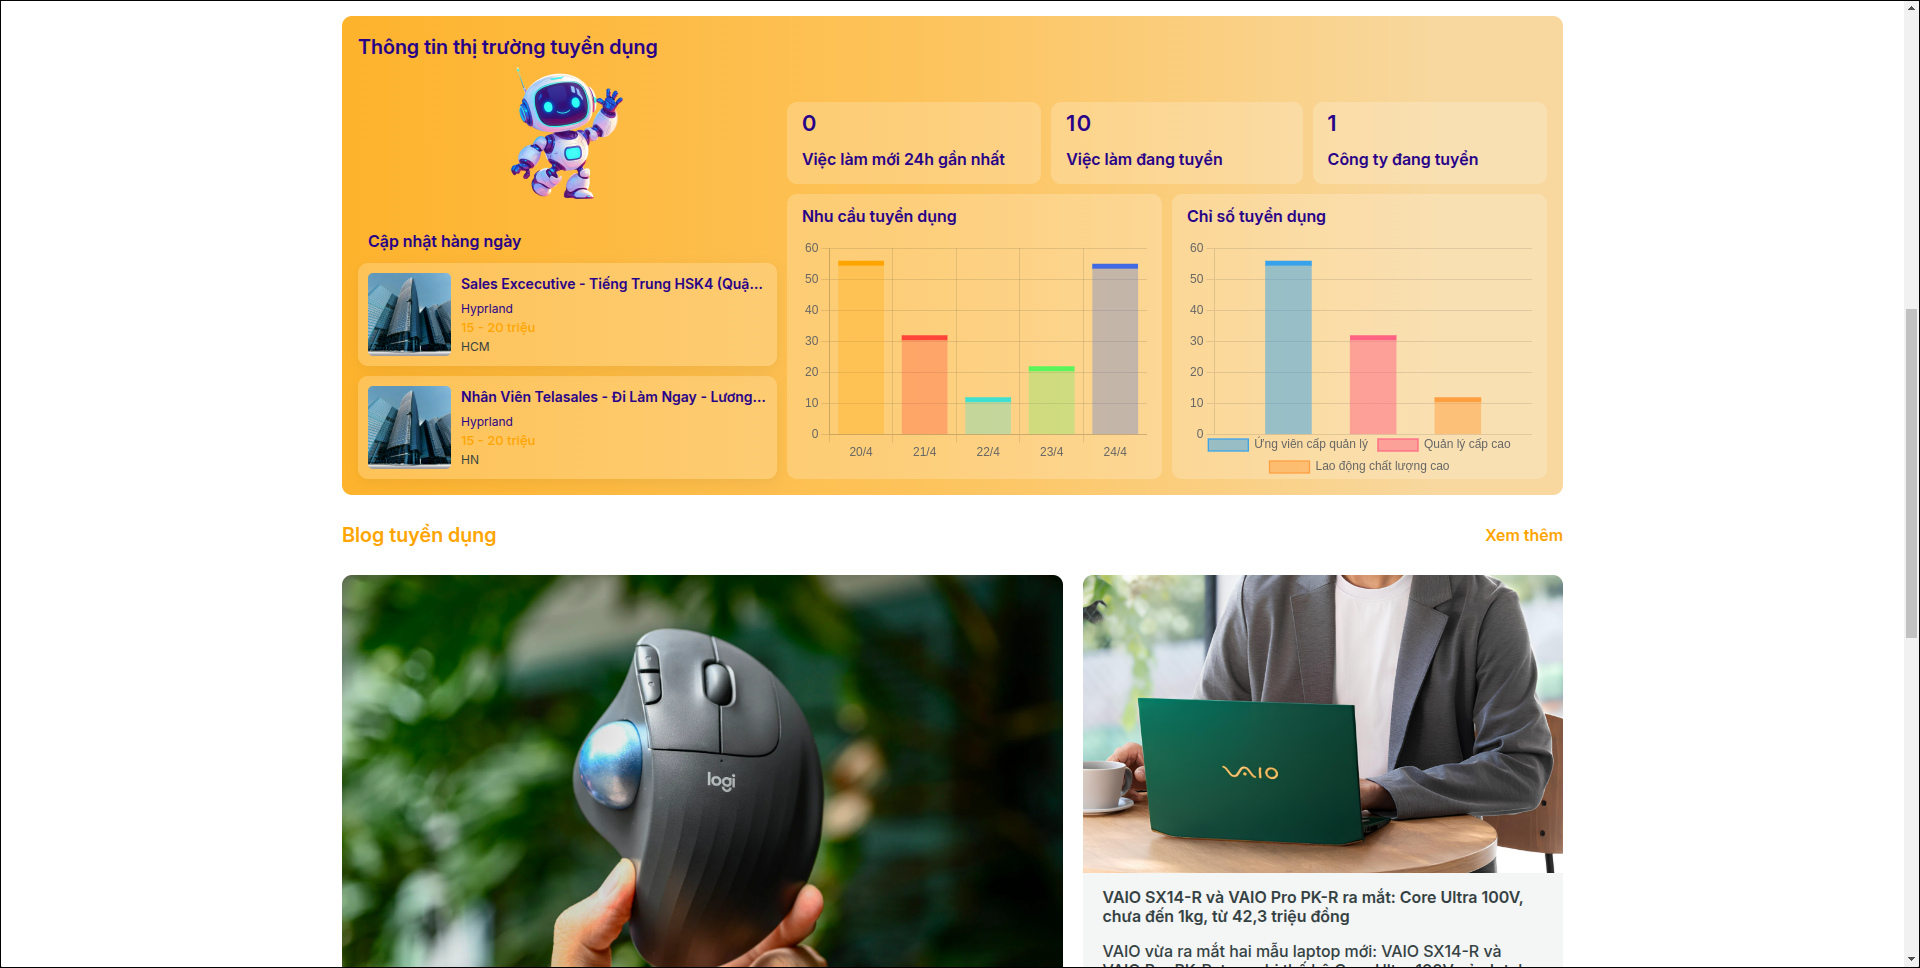 Thông tin thị trường tuyển dụng
0
Việc làm mới 24h gần nhất
10
Việc làm đang tuyển
1
Công ty đang tuyển
Cập nhật hàng ngày
Sales Excecutive - Tiếng Trung HSK4 (Quậ...
Hyprland
15 - 20 triệu
HCM
Nhân Viên Telasales - Đi Làm Ngay - Lương...
Hyprland
15 - 20 triệu
HN
Nhu cầu tuyển dụng
60
50
40
30
20
10
0
20/4 21/4 22/4 23/4 24/4
Chỉ số tuyển dụng
60
50
40
30
20
10
0
Ứng viên cấp quản lý Quản lý cấp cao
Lao động chất lượng cao
Blog tuyển dụng
Xem thêm
logi
VAIO
VAIO SX14-R và VAIO Pro PK-R ra mắt: Core Ultra 100V,
chưa đến 1kg, từ 42,3 triệu đồng
VAIO vừa ra mắt hai mẫu laptop mới: VAIO SX14-R và